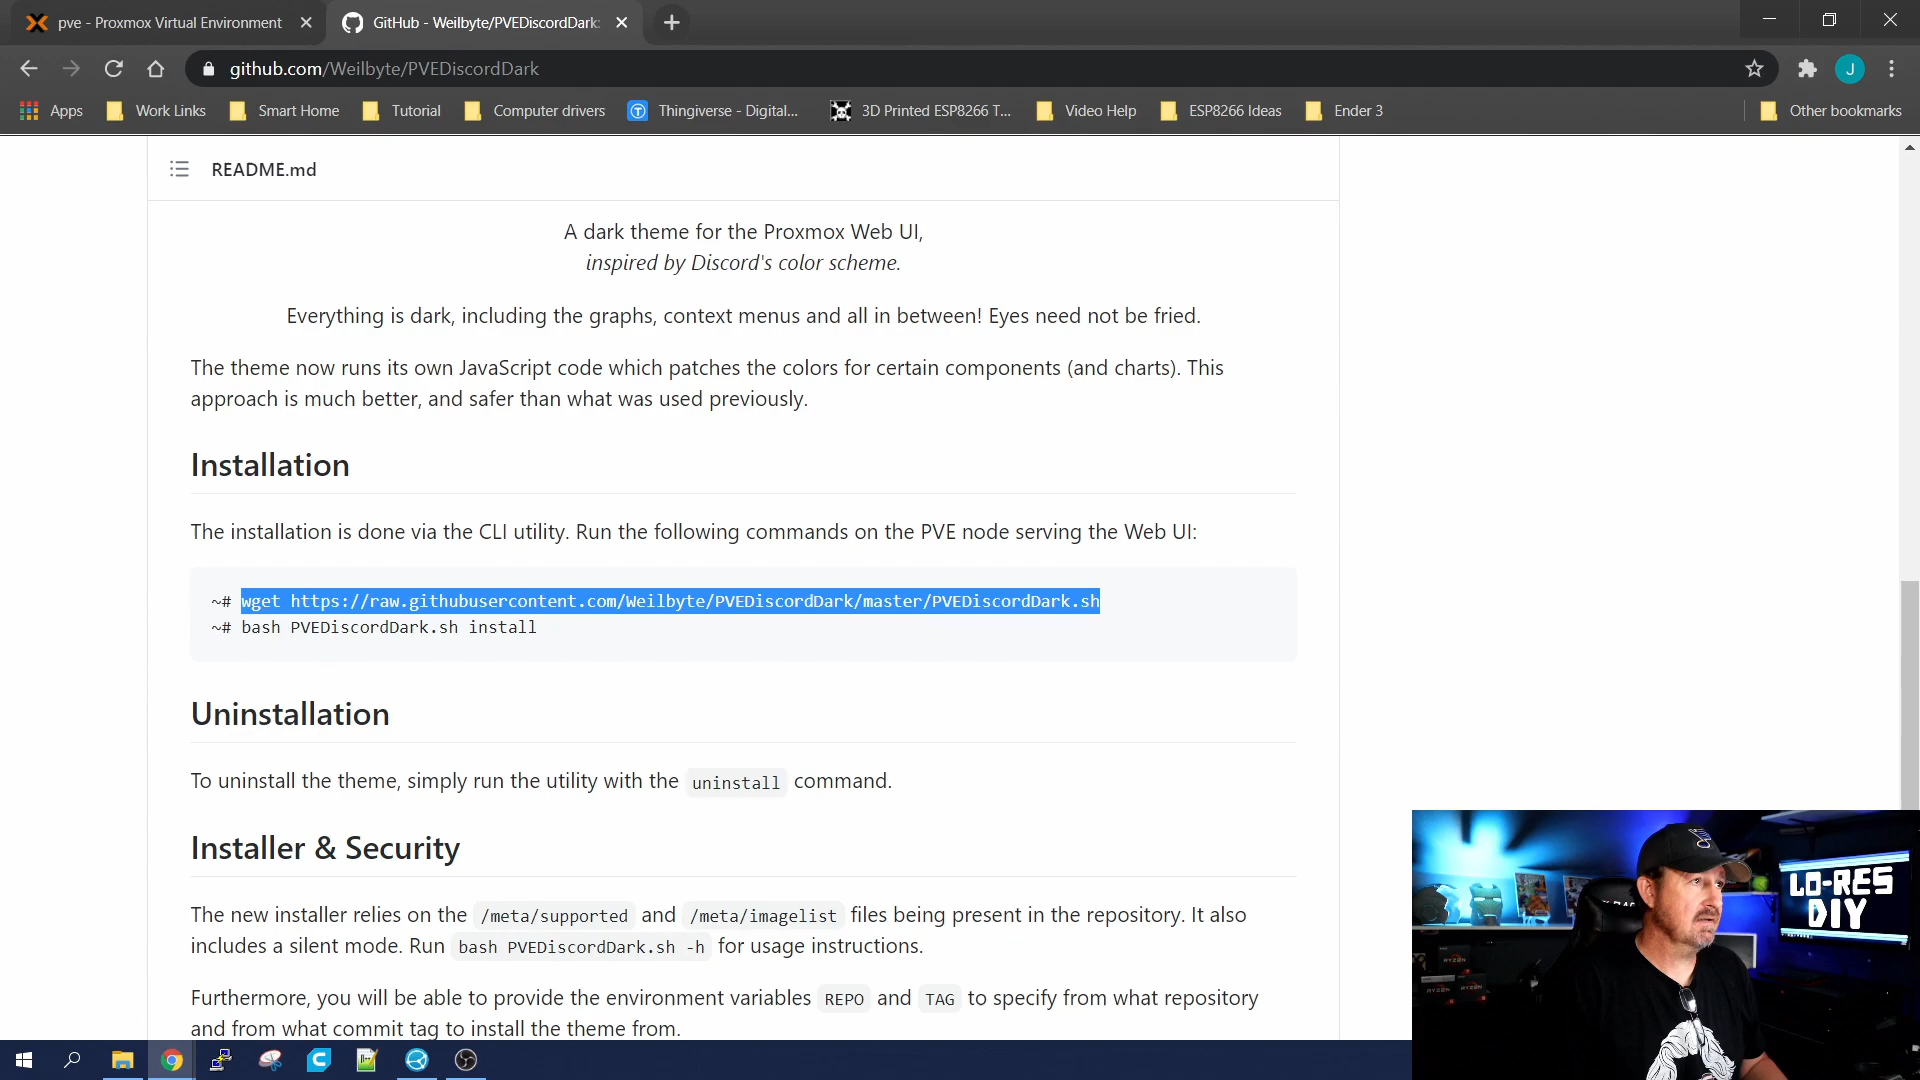 pve - Proxmox Virtual Environment
GitHub - Weilbyte/PVEDiscordDark:
github.com/Weilbyte/PVEDiscordDark
J
Apps
Work Links
Smart Home
Tutorial
Computer drivers
Thingiverse - Digital...
3D Printed ESP8266 T...
Video Help
ESP8266 Ideas
Ender 3
Other bookmarks
README.md
A dark theme for the Proxmox Web UI,
inspired by Discord's color scheme.
Everything is dark, including the graphs, context menus and all in between! Eyes need not be fried.
The theme now runs its own JavaScript code which patches the colors for certain components (and charts). This
approach is much better, and safer than what was used previously.
Installation
The installation is done via the CLI utility. Run the following commands on the PVE node serving the Web UI:
~# wget https://raw.githubusercontent.com/Weilbyte/PVEDiscordDark/master/PVEDiscordDark.sh
~# bash PVEDiscordDark.sh install
Uninstallation
To uninstall the theme, simply run the utility with the uninstall command.
Installer & Security
The new installer relies on the /meta/supported and /meta/imagelist files being present in the repository. It also
includes a silent mode. Run bash PVEDiscordDark.sh -h for usage instructions.
Furthermore, you will be able to provide the environment variables REPO and TAG to specify from what repository
and from what commit tag to install the theme from.
LO-RES
DIY
RYZEN
RYZEN
RYZEN